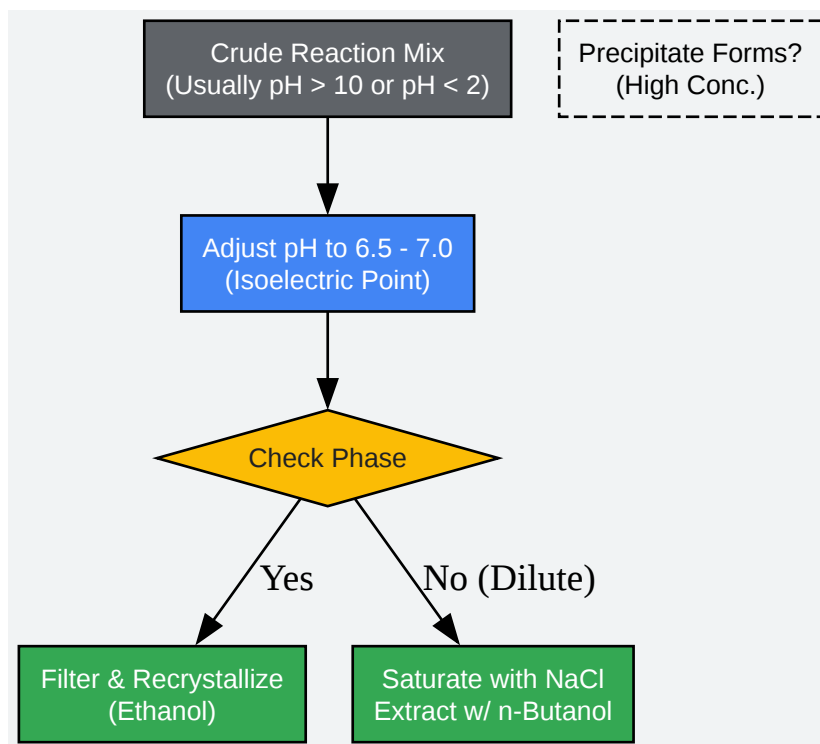 Crude Reaction Mix
(Usually pH > 10 or pH < 2)
Precipitate Forms?
(High Conc.)
Adjust pH to 6.5 - 7.0
(Isoelectric Point)
Check Phase
Yes
No (Dilute)
Filter & Recrystallize
(Ethanol)
Saturate with NaCl
Extract w/ n-Butanol